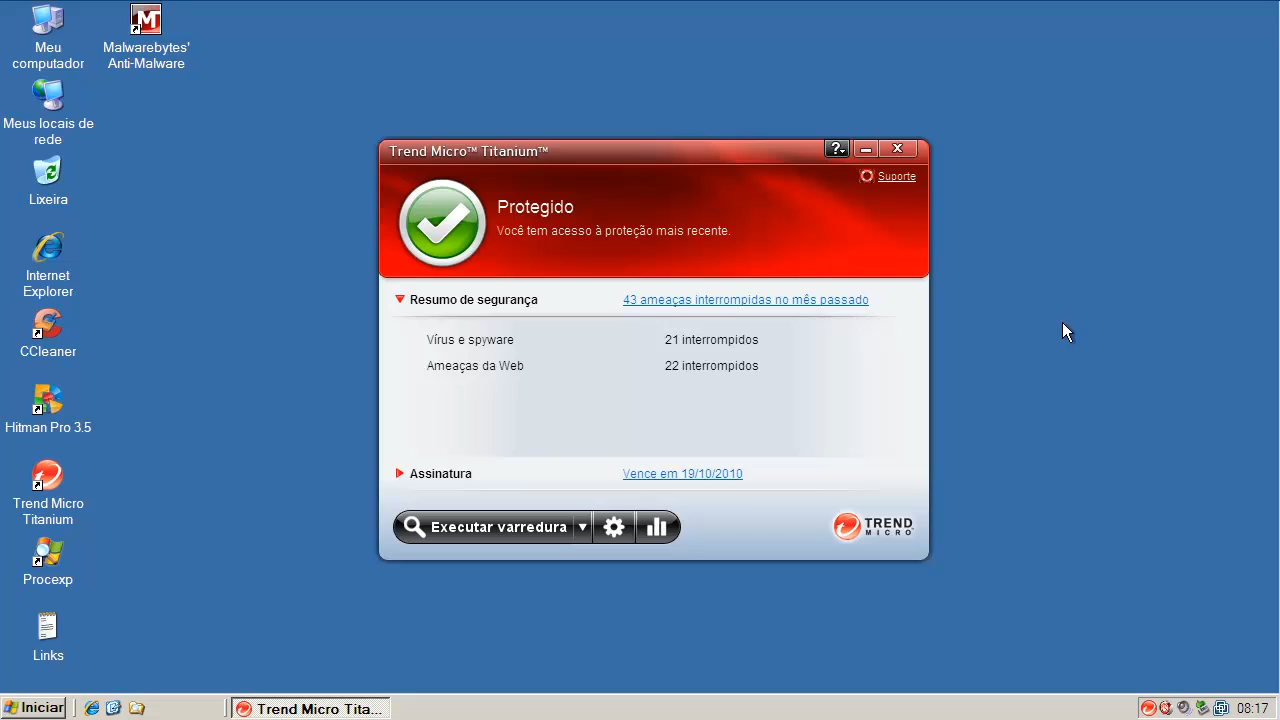 Meu
computador
Malwarebytes'
Anti-Malware
Meus locais de
rede
Lixeira
Internet
Explorer
CCleaner
Hitman Pro 3.5
Trend Micro
Titanium
Procexp
Links
Trend Micro™ Titanium™
?
Suporte
Protegido
Você tem acesso à proteção mais recente.
Resumo de segurança
43 ameaças interrompidas no mês passado
Vírus e spyware
21 interrompidos
Ameaças da Web
22 interrompidos
Assinatura
Vence em 19/10/2010
Executar varredura
TREND
MICRO
Iniciar
Trend Micro Tita...
08:17